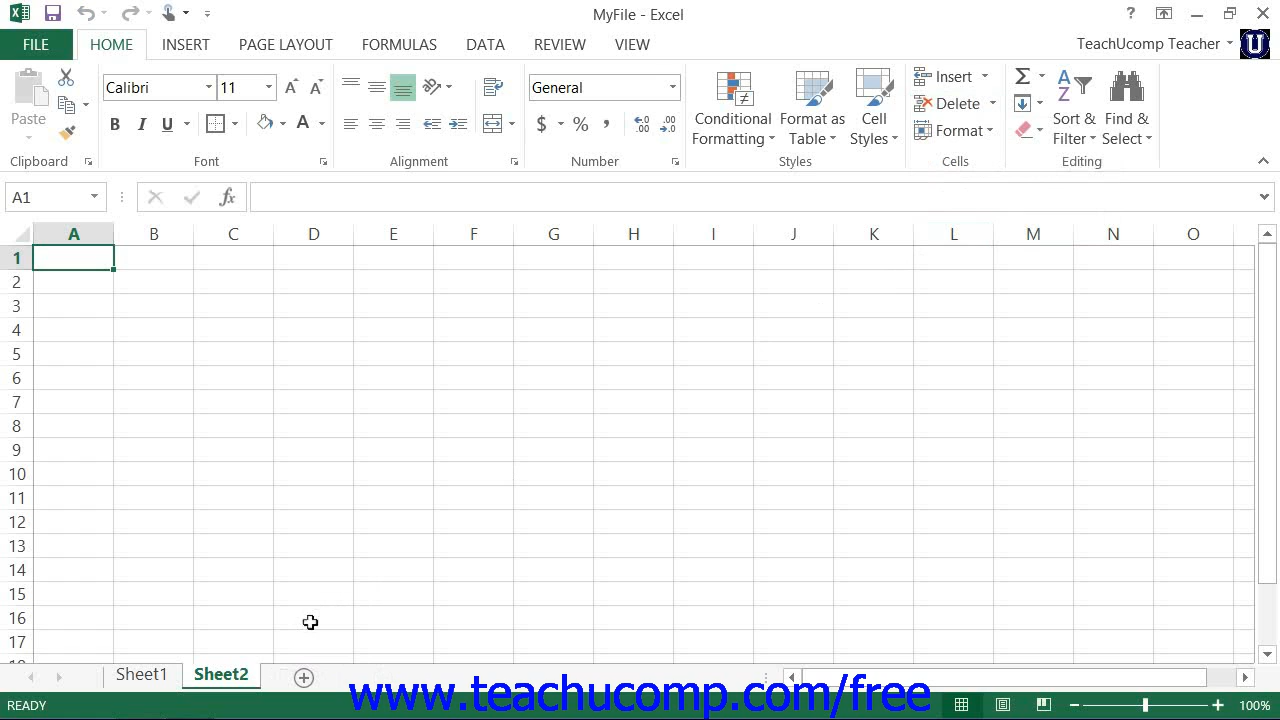 MyFile - Excel
?
FILE HOME INSERT PAGE LAYOUT FORMULAS DATA REVIEW VIEW TeachUcomp Teacher U
Paste
Calibri 11 A A
B I U A
General
$ % ,
Conditional Formatting
Format as Table
Cell Styles
Insert
Delete
Format
Σ
Sort & Filter
Find & Select
Clipboard Font Alignment Number Styles Cells Editing
A1 fx
A B C D E F G H I J K L M N O
1
2
3
4
5
6
7
8
9
10
11
12
13
14
15
16
17
18
Sheet1 Sheet2
www.teachucomp.com/free
READY 100%